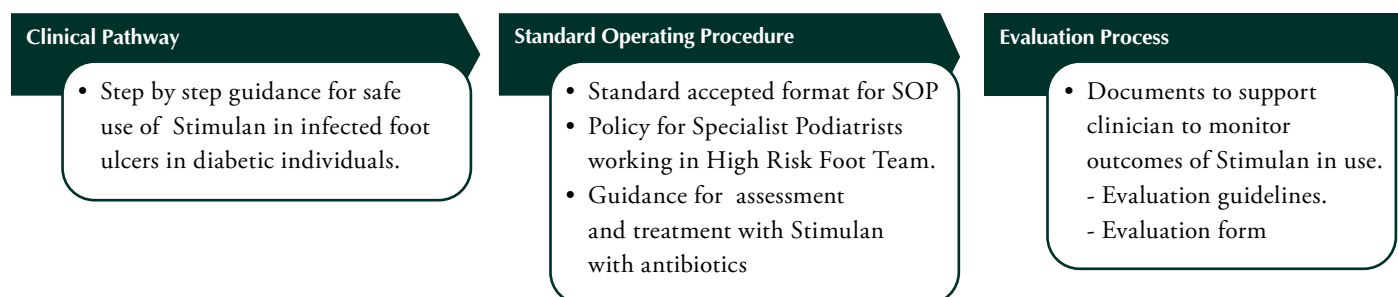 Clinical Pathway
• Step by step guidance for safe
use of Stimulan in infected foot
ulcers in diabetic individuals.
Standard Operating Procedure
• Standard accepted format for SOP
• Policy for Specialist Podiatrists
working in High Risk Foot Team.
• Guidance for assessment
and treatment with Stimulan
with antibiotics
Evaluation Process
• Documents to support
clinician to monitor
outcomes of Stimulan in use.
- Evaluation guidelines.
- Evaluation form